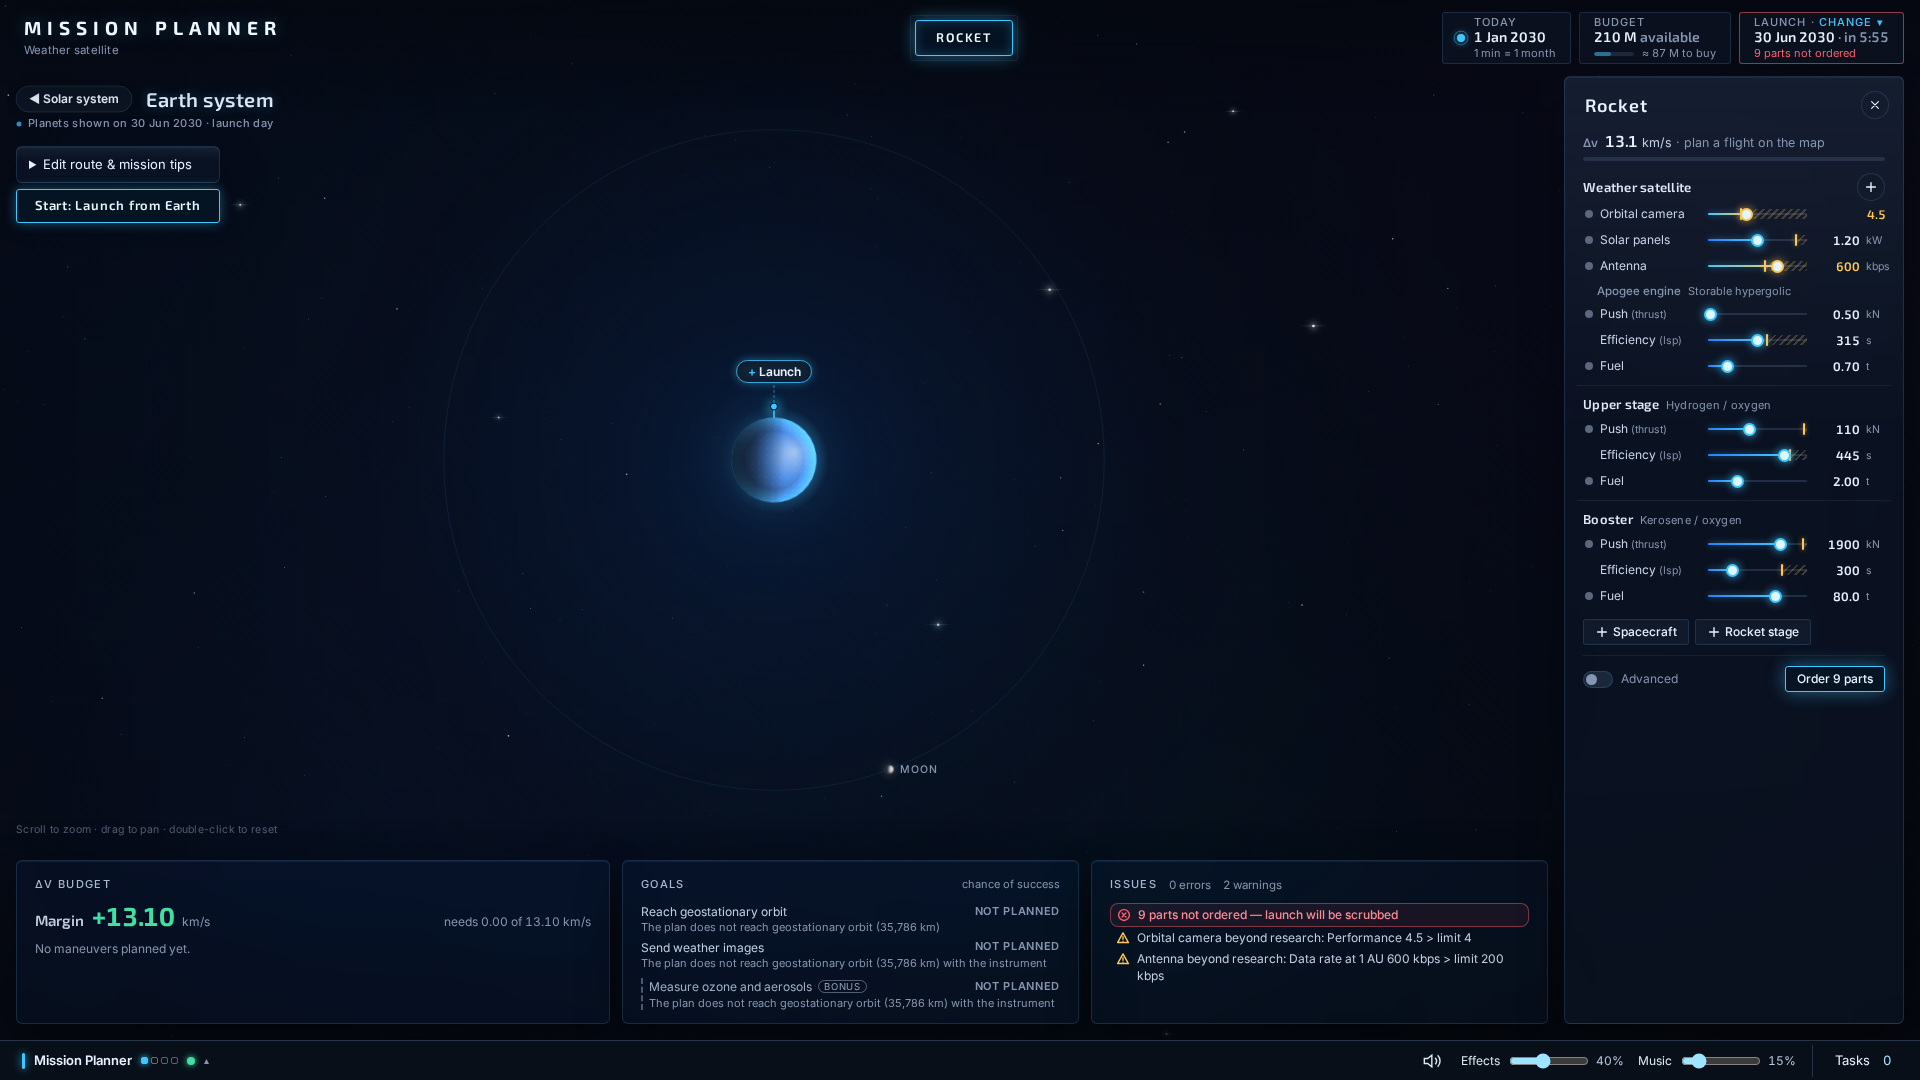 MISSION PLANNER
Weather satellite
ROCKET
TODAY
1 Jan 2030
1 min = 1 month
BUDGET
210 M available
≈ 87 M to buy
LAUNCH · CHANGE ▾
30 Jun 2030 · in 5:55
9 parts not ordered
◀ Solar system
Earth system
Planets shown on 30 Jun 2030 · launch day
▶ Edit route & mission tips
Start: Launch from Earth
+ Launch
MOON
Scroll to zoom · drag to pan · double-click to reset
Rocket
Δv 13.1 km/s · plan a flight on the map
Weather satellite
Orbital camera 4.5
Solar panels 1.20 kW
Antenna 600 kbps
Apogee engine Storable hypergolic
Push (thrust) 0.50 kN
Efficiency (Isp) 315 s
Fuel 0.70 t
Upper stage Hydrogen / oxygen
Push (thrust) 110 kN
Efficiency (Isp) 445 s
Fuel 2.00 t
Booster Kerosene / oxygen
Push (thrust) 1900 kN
Efficiency (Isp) 300 s
Fuel 80.0 t
+ Spacecraft
+ Rocket stage
Advanced
Order 9 parts
ΔV BUDGET
Margin +13.10 km/s
needs 0.00 of 13.10 km/s
No maneuvers planned yet.
GOALS chance of success
Reach geostationary orbit NOT PLANNED
The plan does not reach geostationary orbit (35,786 km)
Send weather images NOT PLANNED
The plan does not reach geostationary orbit (35,786 km) with the instrument
Measure ozone and aerosols BONUS NOT PLANNED
The plan does not reach geostationary orbit (35,786 km) with the instrument
ISSUES 0 errors 2 warnings
9 parts not ordered — launch will be scrubbed
Orbital camera beyond research: Performance 4.5 > limit 4
Antenna beyond research: Data rate at 1 AU 600 kbps > limit 200
kbps
Mission Planner
Effects 40%
Music 15%
Tasks 0